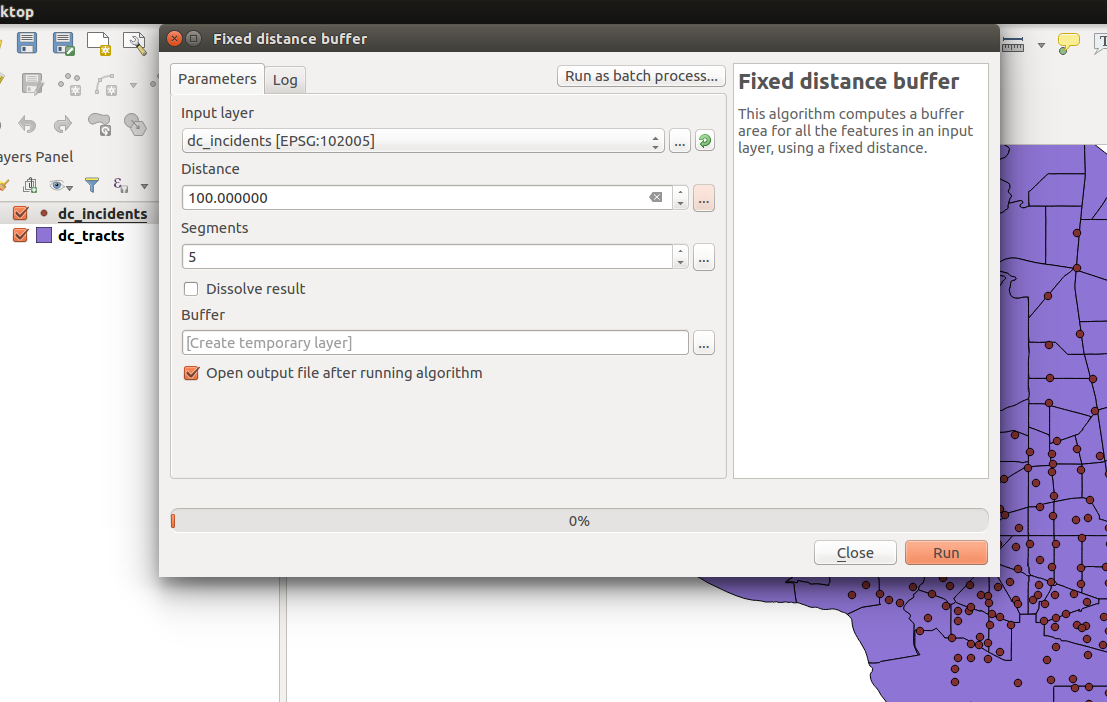 ktop
Fixed distance buffer
Parameters
Log
Run as batch process...
Input layer
dc_incidents [EPSG:102005]
...
Distance
100.000000
...
Segments
5
...
Dissolve result
Buffer
[Create temporary layer]
...
Open output file after running algorithm
Fixed distance buffer
This algorithm computes a buffer
area for all the features in an input
layer, using a fixed distance.
0%
Close
Run
ayers Panel
ε
dc_incidents
dc_tracts
T